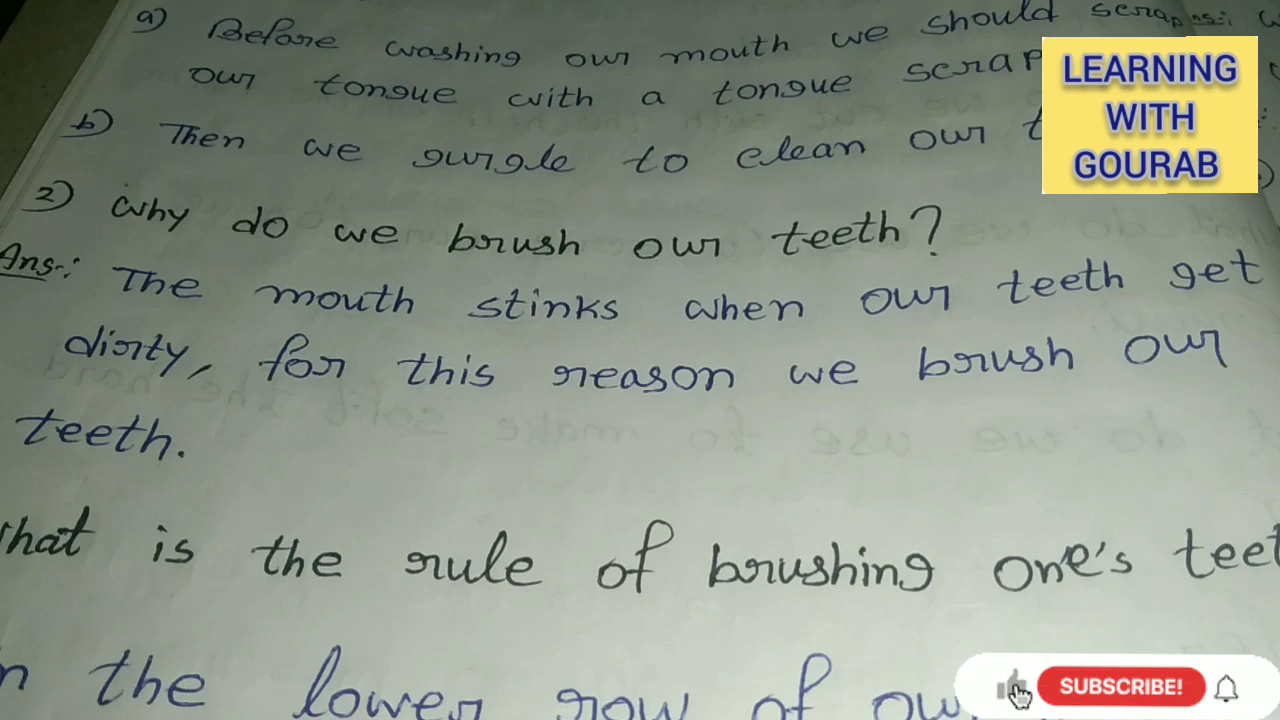 a) Before washing our mouth we should scrap ns:
our tongue with a tongue scrap
b) Then we gurgle to clean our t
2) Why do we brush our teeth?
Ans:- The mouth stinks when our teeth get
dirty, for this reason we brush our
teeth.
hat is the rule of brushing one's teet
n the lower row of ou
LEARNING
WITH
GOURAB
SUBSCRIBE!